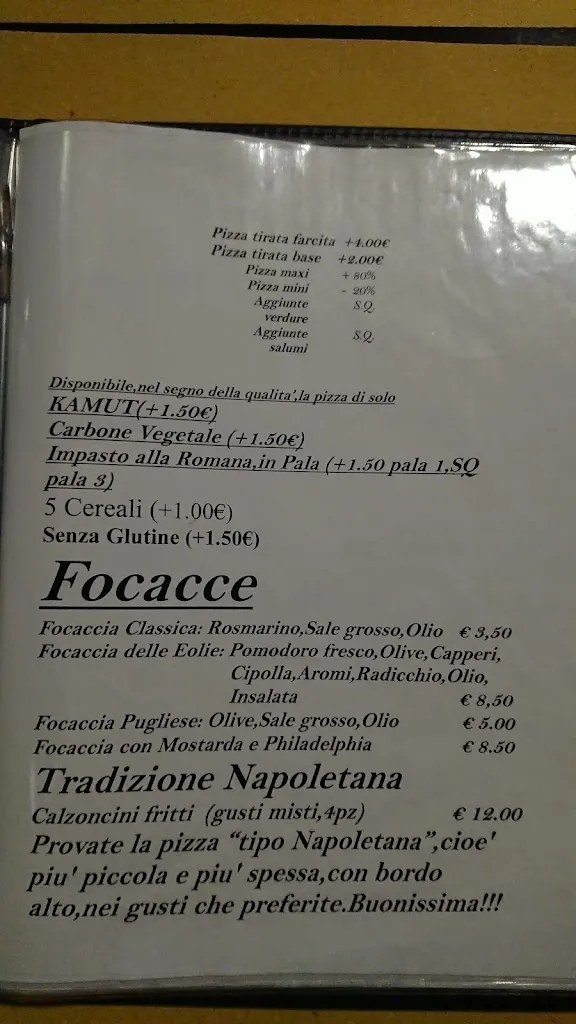 Pizza tirata farcita +4.00€
Pizza tirata base +2.00€
Pizza maxi + 80%
Pizza mini - 20%
Aggiunte S.Q.
verdure
Aggiunte S.Q.
salumi
Disponibile,nel segno della qualita',la pizza di solo
KAMUT(+1.50€)
Carbone Vegetale (+1.50€)
Impasto alla Romana,in Pala (+1.50 pala 1,SQ
pala 3)
5 Cereali (+1.00€)
Senza Glutine (+1.50€)
Focacce
Focaccia Classica: Rosmarino,Sale grosso,Olio € 3,50
Focaccia delle Eolie: Pomodoro fresco,Olive,Capperi,
Cipolla,Aromi,Radicchio,Olio,
Insalata € 8,50
Focaccia Pugliese: Olive,Sale grosso,Olio € 5.00
Focaccia con Mostarda e Philadelphia € 8.50
Tradizione Napoletana
Calzoncini fritti (gusti misti,4pz) € 12.00
Provate la pizza “tipo Napoletana”,cioe'
piu' piccola e piu' spessa,con bordo
alto,nei gusti che preferite.Buonissima!!!